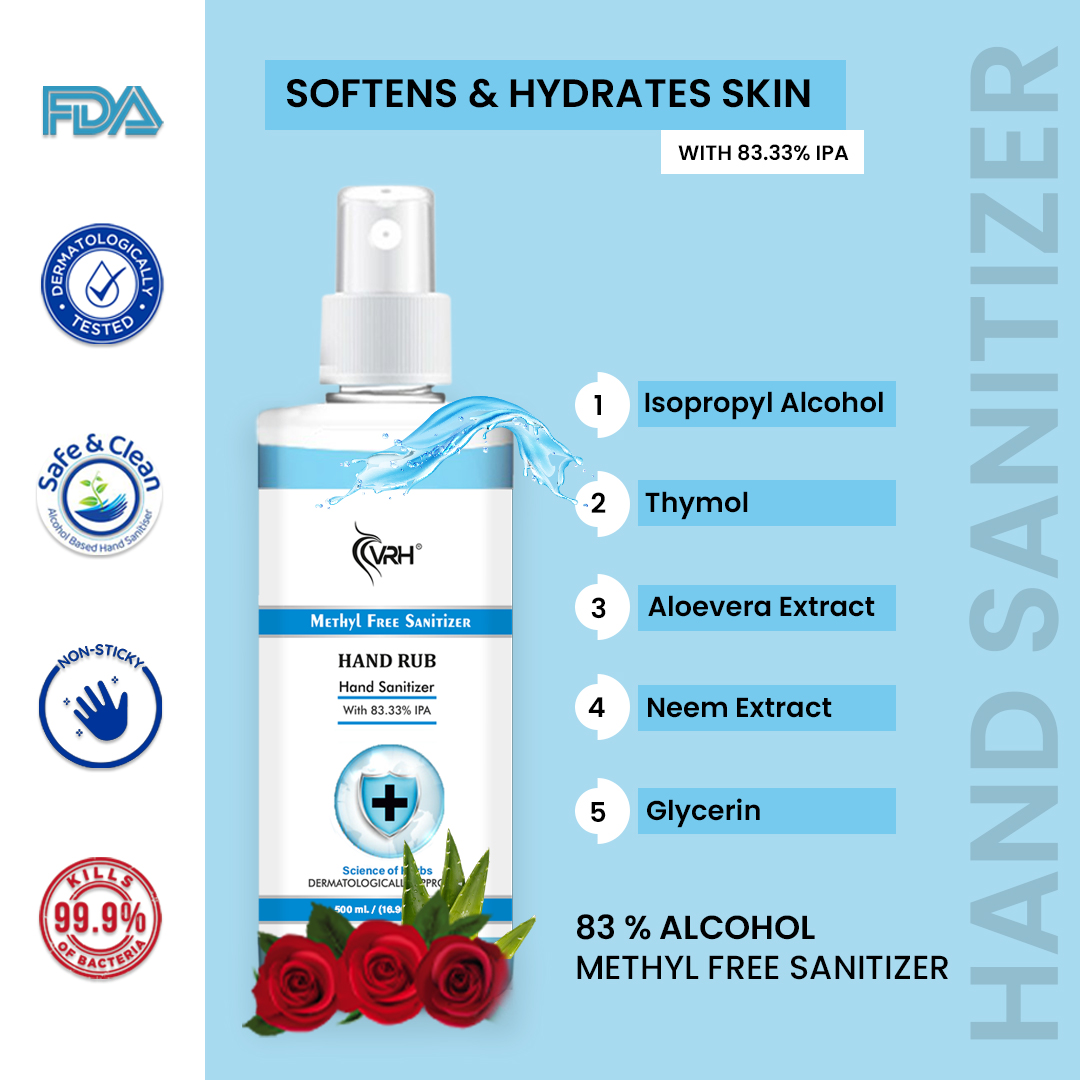 FDA
DERMATOLOGICALLY
TESTED
Safe & Clean
Alcohol Based Hand Sanitiser
NON-STICKY
KILLS
99.9%
OF BACTERIA
SOFTENS & HYDRATES SKIN
WITH 83.33% IPA
VRH®
Methyl Free Sanitizer
HAND RUB
Hand Sanitizer
With 83.33% IPA
Science of
500 ml. /
1 Isopropyl Alcohol
2 Thymol
3 Aloevera Extract
4 Neem Extract
5 Glycerin
83 % ALCOHOL
METHYL FREE SANITIZER
HAND SANITIZER